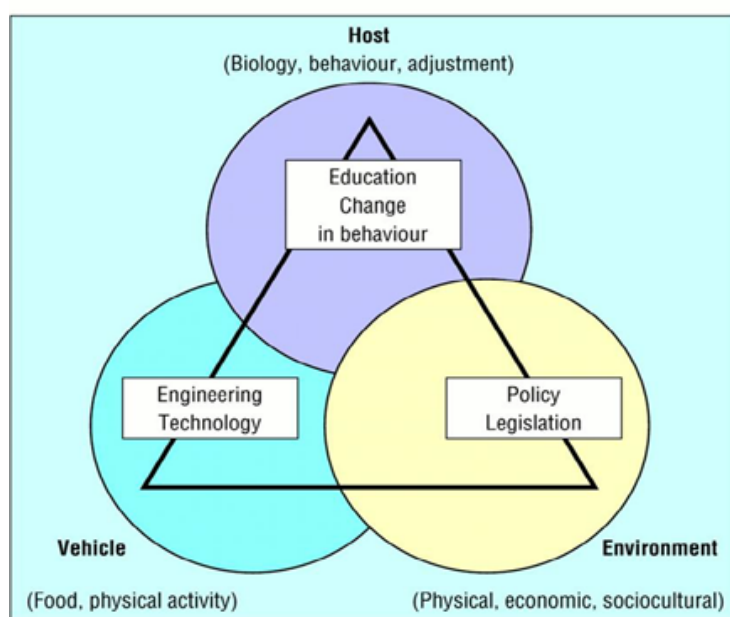 Host
(Biology, behaviour, adjustment)
Education
Change
in behaviour
Engineering
Technology
Policy
Legislation
Vehicle
Environment
(Food, physical activity)
(Physical, economic, sociocultural)